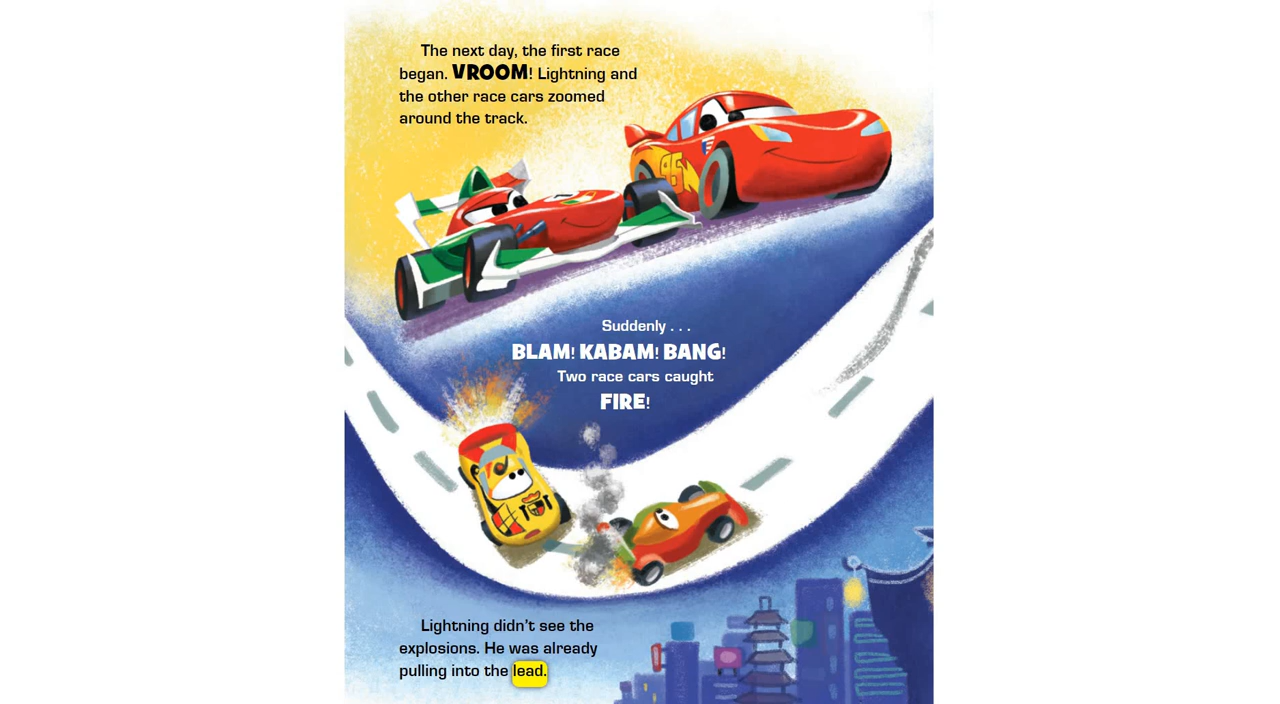 The next day, the first race
began. VROOM! Lightning and
the other race cars zoomed
around the track.
95
Suddenly . . .
BLAM! KABAM! BANG!
Two race cars caught
FIRE!
Lightning didn't see the
explosions. He was already
pulling into the lead.